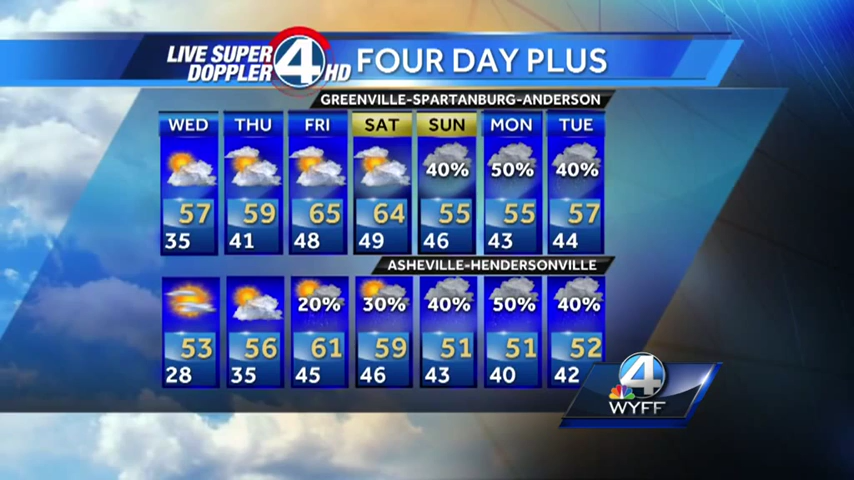 LIVE SUPER
DOPPLER 4 HD
FOUR DAY PLUS
GREENVILLE-SPARTANBURG-ANDERSON
WED THU FRI SAT SUN MON TUE
40% 50% 40%
57 59 65 64 55 55 57
35 41 48 49 46 43 44
ASHEVILLE-HENDERSONVILLE
20% 30% 40% 50% 40%
53 56 61 59 51 51 52
28 35 45 46 43 40 42
4
WYFF